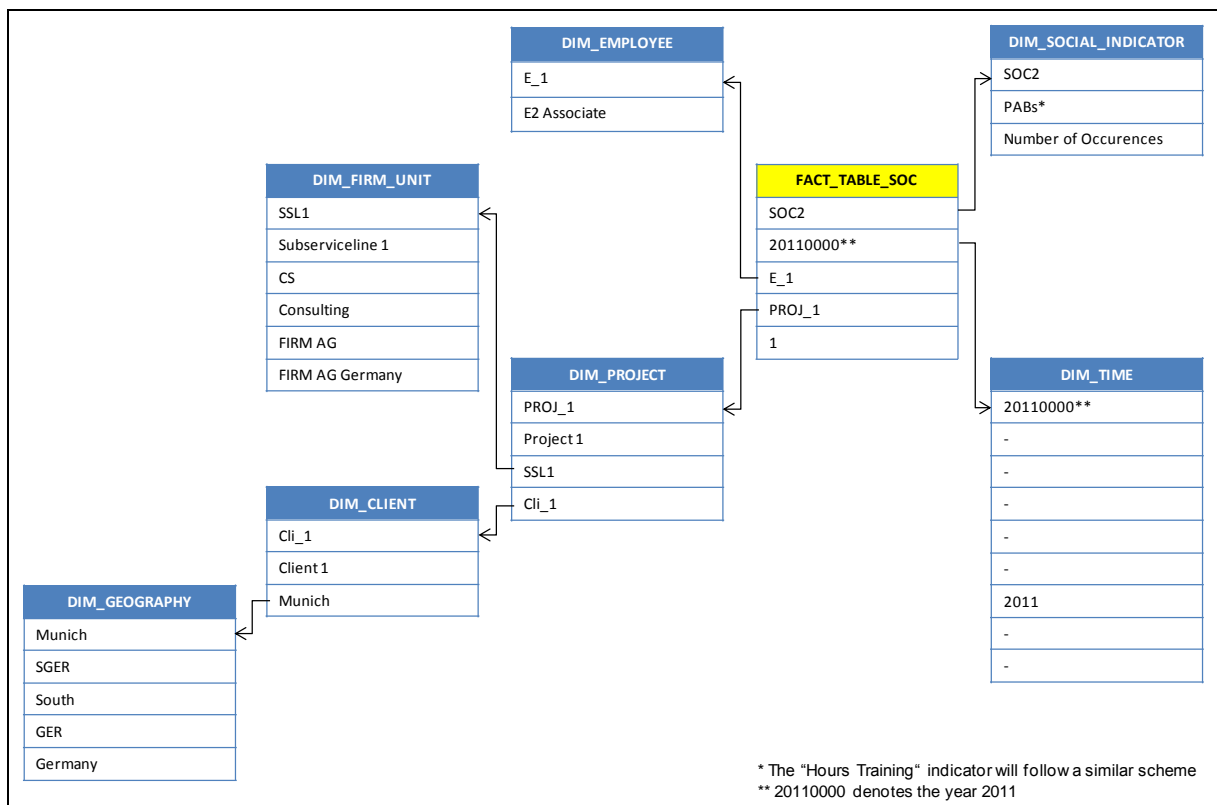 DIM_EMPLOYEE
E_1
E2 Associate
DIM_SOCIAL_INDICATOR
SOC2
PABs*
Number of Occurences
DIM_FIRM_UNIT
SSL1
Subserviceline 1
CS
Consulting
FIRM AG
FIRM AG Germany
FACT_TABLE_SOC
SOC2
20110000**
E_1
PROJ_1
1
DIM_PROJECT
PROJ_1
Project 1
SSL1
Cli_1
DIM_TIME
20110000**
-
-
-
-
-
2011
-
-
DIM_CLIENT
Cli_1
Client 1
Munich
DIM_GEOGRAPHY
Munich
SGER
South
GER
Germany
* The “Hours Training“ indicator will follow a similar scheme
** 20110000 denotes the year 2011